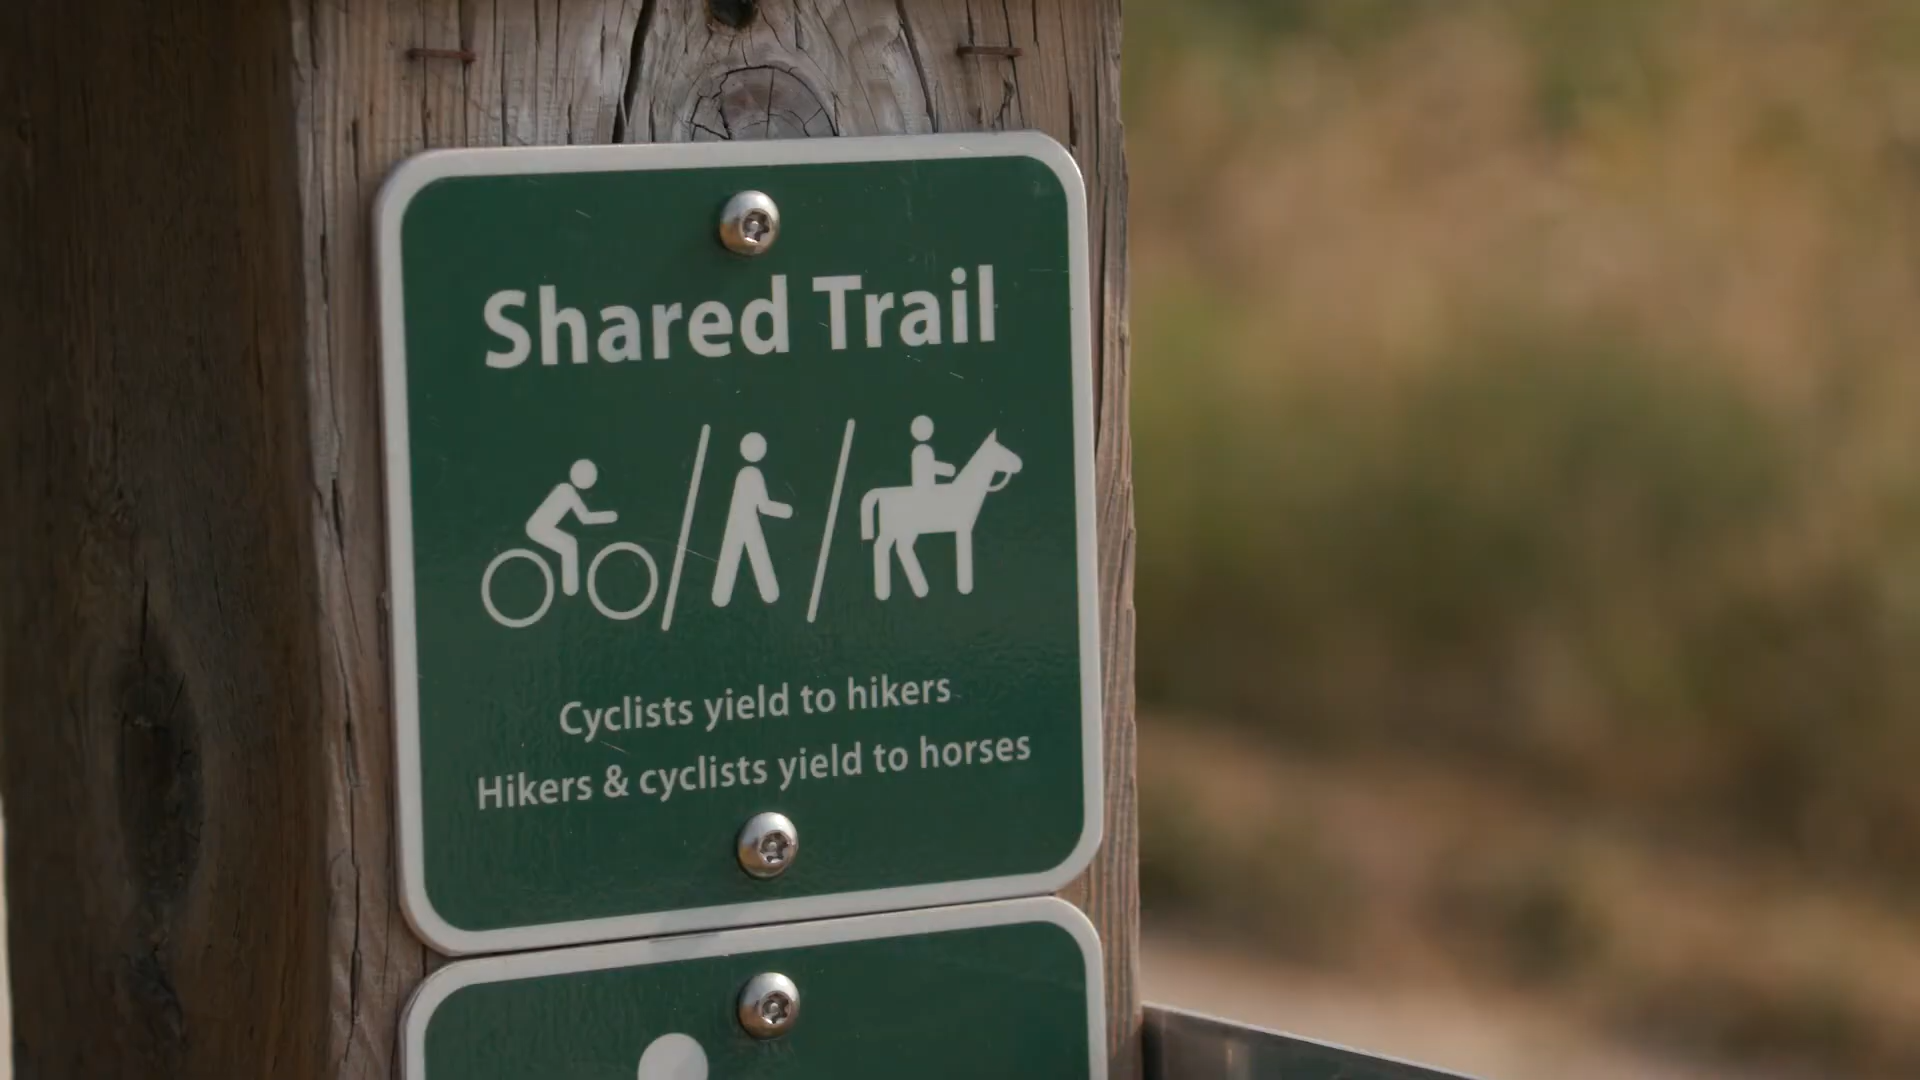 Shared Trail
Cyclists yield to hikers
Hikers & cyclists yield to horses